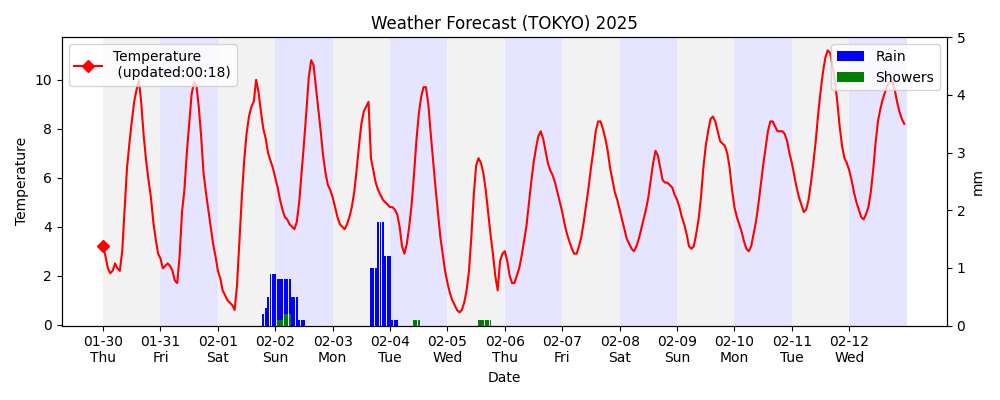 Weather Forecast (TOKYO) 2025
Temperature
(updated:00:18)
Rain
Showers
Temperature
10
8
6
4
2
0
mm
5
4
3
2
1
0
01-30 01-31 02-01 02-02 02-03 02-04 02-05 02-06 02-07 02-08 02-09 02-10 02-11 02-12
Thu Fri Sat Sun Mon Tue Wed Thu Fri Sat Sun Mon Tue Wed
Date